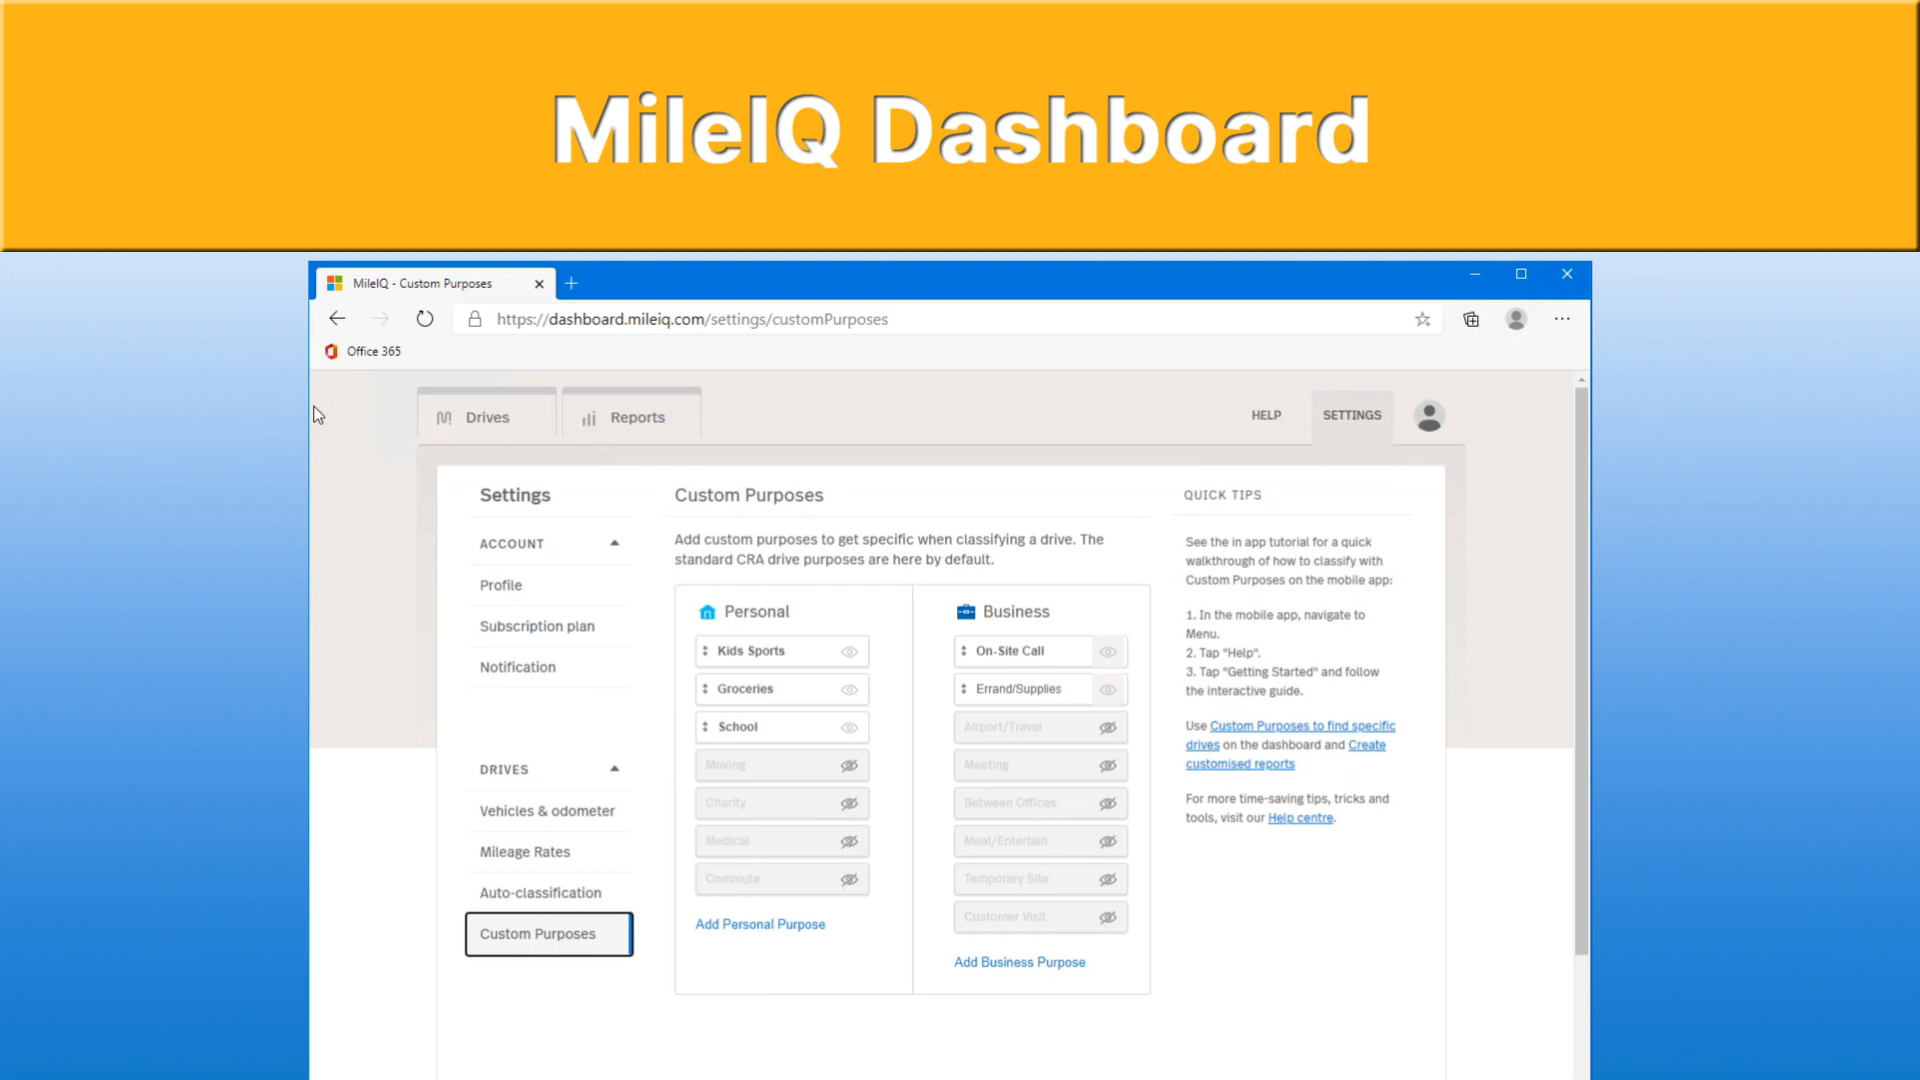 MileIQ Dashboard
MileIQ - Custom Purposes
https://dashboard.mileiq.com/settings/customPurposes
Office 365
Drives
Reports
HELP
SETTINGS
Settings
ACCOUNT
Profile
Subscription plan
Notification
DRIVES
Vehicles & odometer
Mileage Rates
Auto-classification
Custom Purposes
Custom Purposes
Add custom purposes to get specific when classifying a drive. The
standard CRA drive purposes are here by default.
Personal
Kids Sports
Groceries
School
Moving
Charity
Medical
Commute
Add Personal Purpose
Business
On-Site Call
Errand/Supplies
Airport/Travel
Meeting
Between Offices
Meal/Entertain
Temporary Site
Customer Visit
Add Business Purpose
QUICK TIPS
See the in app tutorial for a quick
walkthrough of how to classify with
Custom Purposes on the mobile app:
1. In the mobile app, navigate to
Menu.
2. Tap "Help".
3. Tap "Getting Started" and follow
the interactive guide.
Use Custom Purposes to find specific
drives on the dashboard and Create
customised reports
For more time-saving tips, tricks and
tools, visit our Help centre.